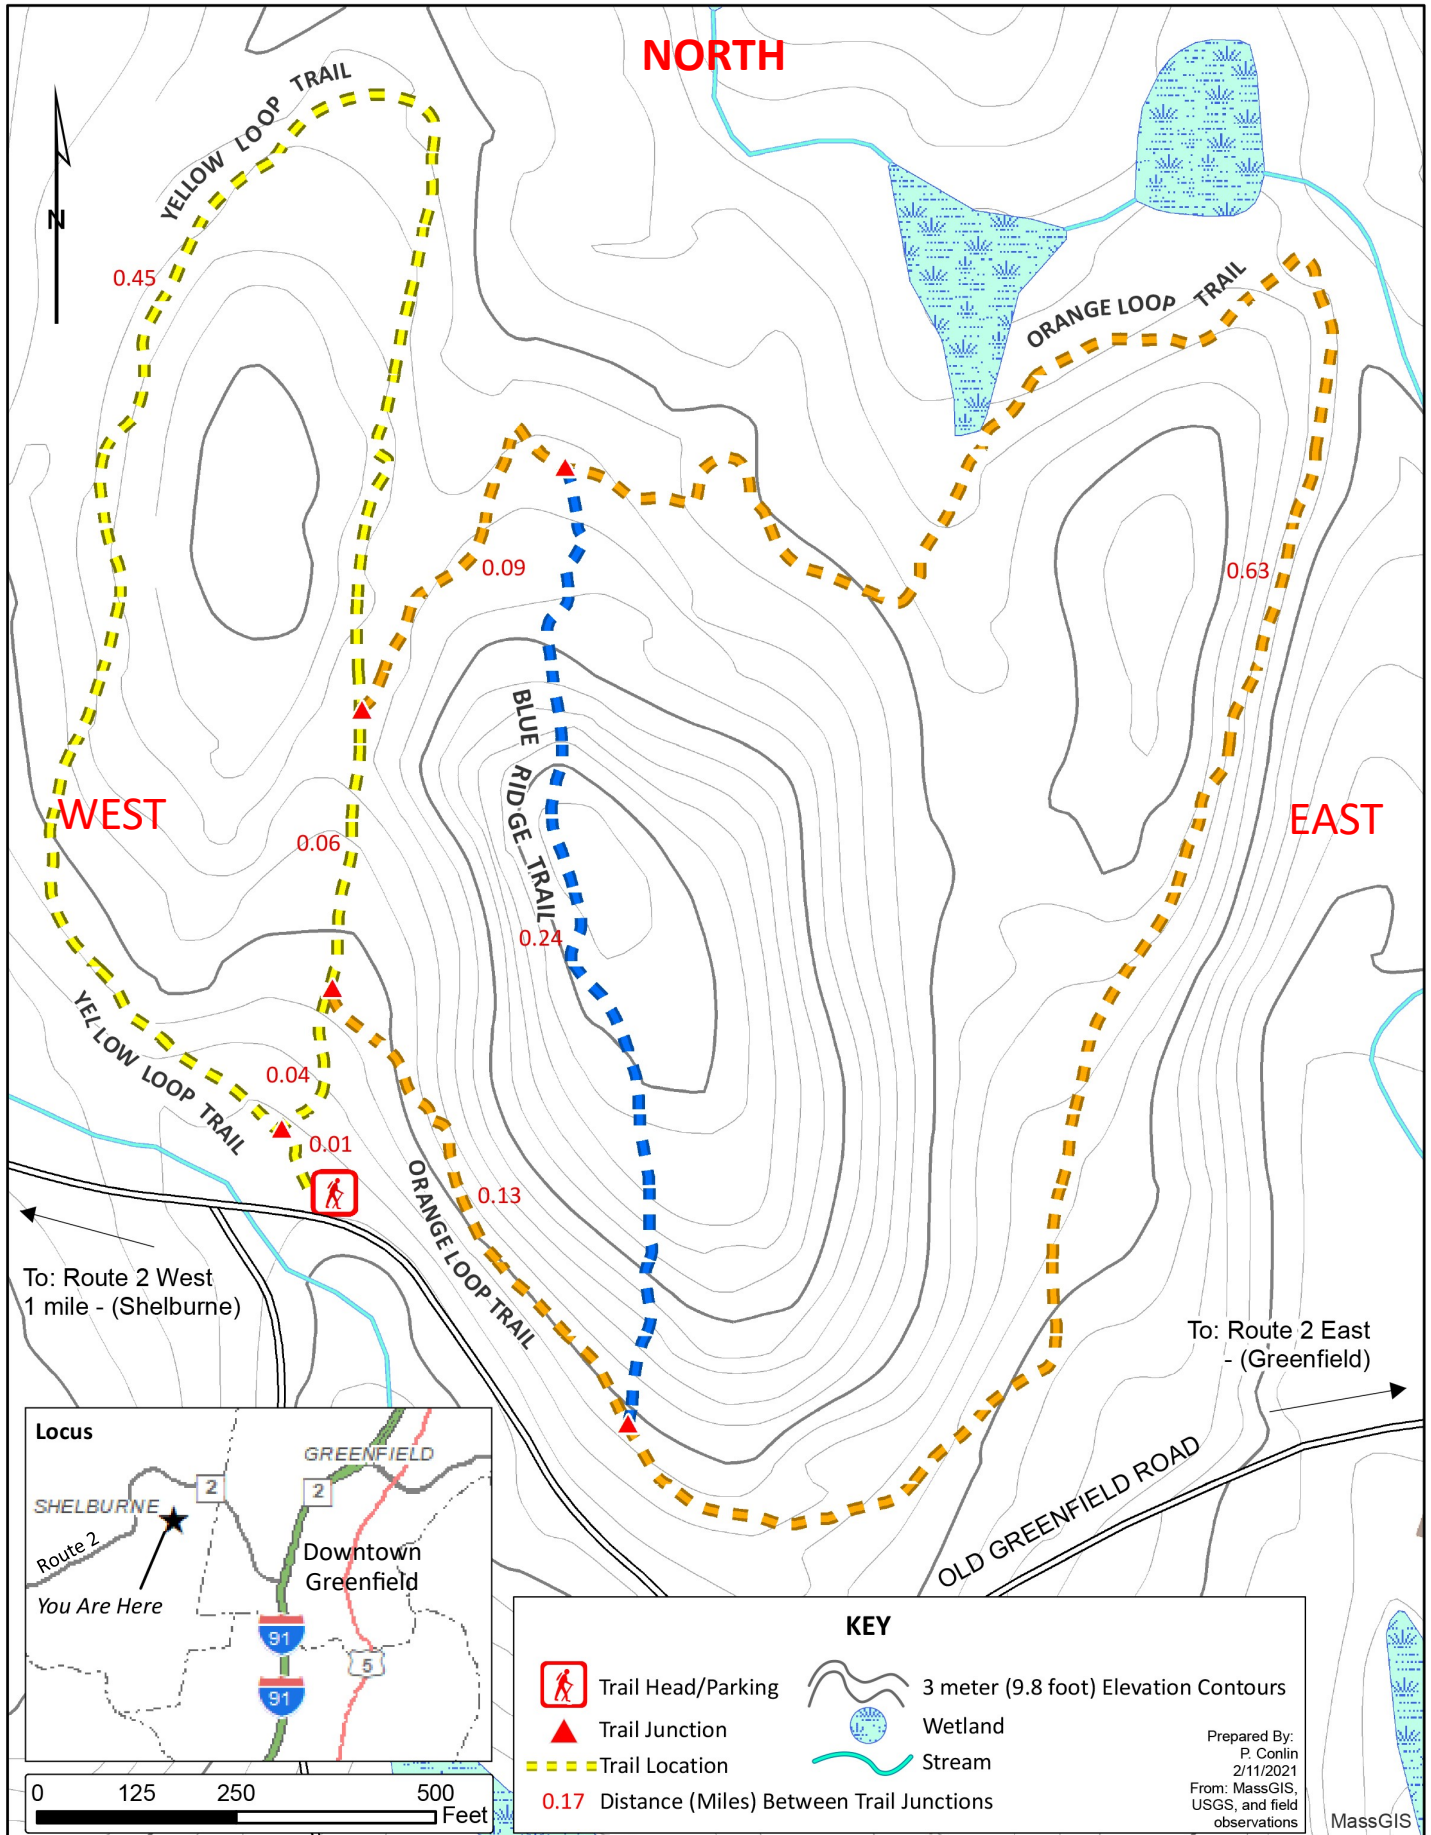 NORTH
YELLOW LOOP TRAIL
N
0.45
ORANGE LOOP TRAIL
0.09
0.63
BLUE RIDGE TRAIL
WEST
EAST
0.06
0.24
YELLOW LOOP TRAIL
0.04
0.01
ORANGE LOOP TRAIL
0.13
To: Route 2 West
1 mile - (Shelburne)
To: Route 2 East
- (Greenfield)
OLD GREENFIELD ROAD
Locus
GREENFIELD
2
2
SHELBURNE
Route 2
Downtown
Greenfield
You Are Here
91
5
91
0 125 250 500
Feet
KEY
Trail Head/Parking
3 meter (9.8 foot) Elevation Contours
Trail Junction
Wetland
Trail Location
Stream
0.17 Distance (Miles) Between Trail Junctions
Prepared By:
P. Conlin
2/11/2021
From: MassGIS,
USGS, and field
observations
MassGIS